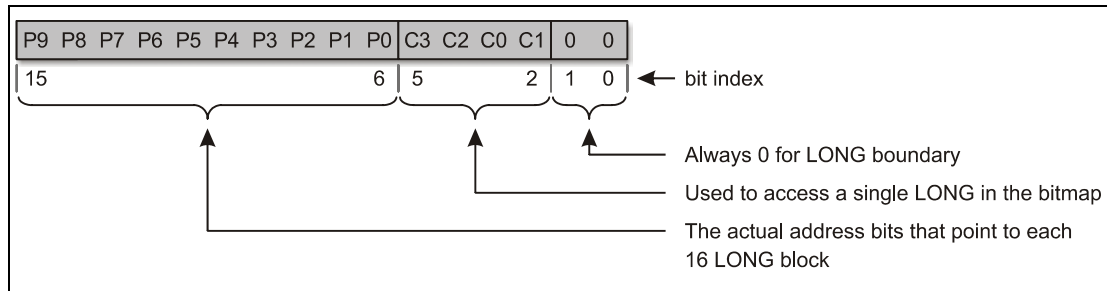 P9 P8 P7 P6 P5 P4 P3 P2 P1 P0 C3 C2 C0 C1 0 0
15 6 5 2 1 0 bit index
Always 0 for LONG boundary
Used to access a single LONG in the bitmap
The actual address bits that point to each
16 LONG block